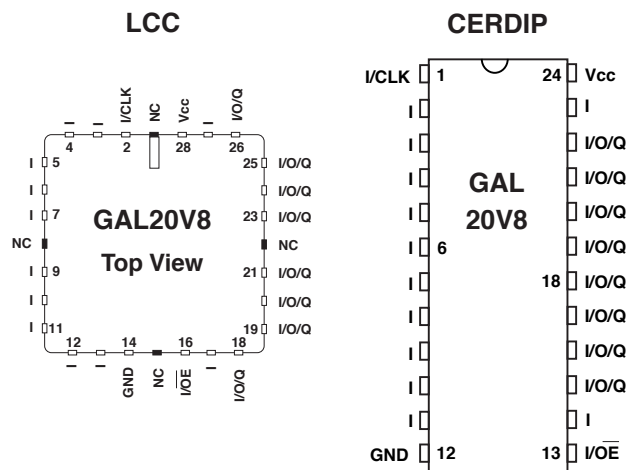 LCC
I
I
I/CLK
NC
Vcc
I
I/O/Q
4
2
28
26
I 5
I
I 7
NC
I 9
I
I 11
GAL20V8
Top View
25 I/O/Q
I/O/Q
23 I/O/Q
NC
21 I/O/Q
I/O/Q
19 I/O/Q
12
14
16
18
I
I
GND
NC
I/O̅E̅
I
I/O/Q
CERDIP
I/CLK 1
I
I
I
I
I 6
I
I
I
I
I
GND 12
GAL
20V8
24 Vcc
I
I/O/Q
I/O/Q
I/O/Q
I/O/Q
18 I/O/Q
I/O/Q
I/O/Q
I/O/Q
I
13 I/O̅E̅